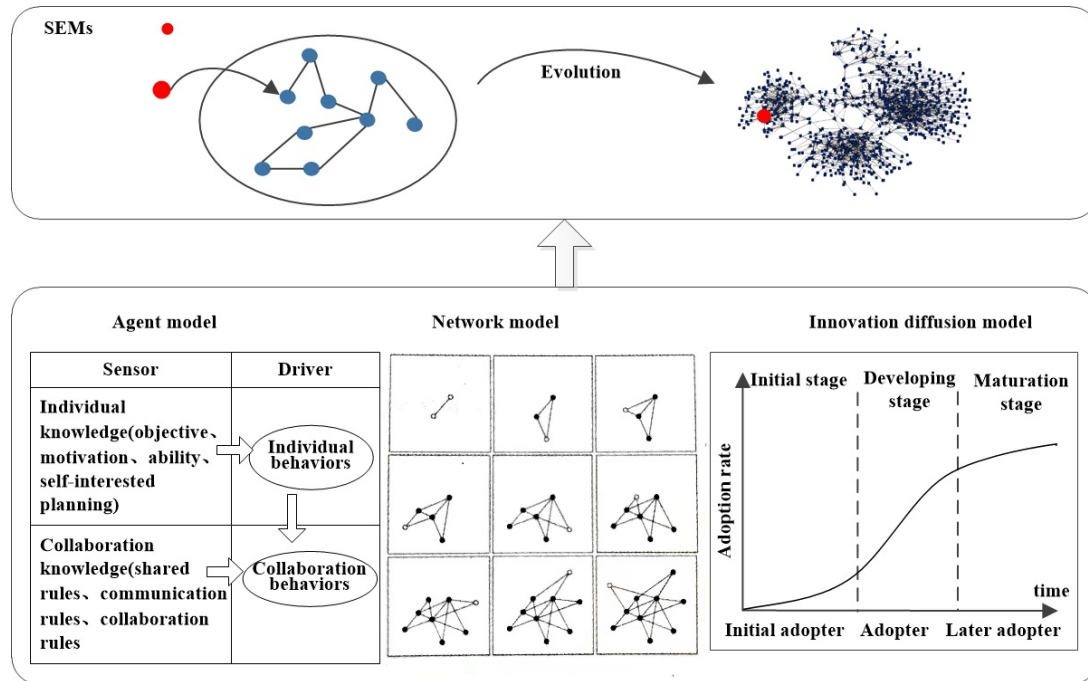 SEMs
Evolution
Agent model
Network model
Innovation diffusion model
Sensor
Driver
Individual
knowledge(objective、
motivation、ability、
self-interested
planning)
Individual
behaviors
Collaboration
knowledge(shared
rules、communication
rules、collaboration
rules
Collaboration
behaviors
Adoption rate
Initial stage
Developing
stage
Maturation
stage
time
Initial adopter
Adopter
Later adopter